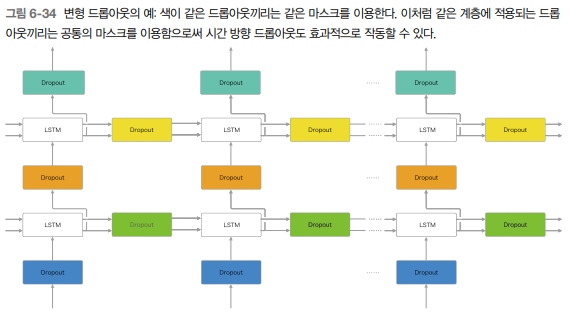 그림 6-34 변형 드롭아웃의 예: 색이 같은 드롭아웃끼리는 같은 마스크를 이용한다. 이처럼 같은 계층에 적용되는 드롭
아웃끼리는 공통의 마스크를 이용함으로써 시간 방향 드롭아웃도 효과적으로 작동할 수 있다.
Dropout Dropout ...... Dropout
LSTM Dropout LSTM Dropout ...... LSTM Dropout
Dropout Dropout ...... Dropout
LSTM Dropout LSTM Dropout ...... LSTM Dropout
Dropout Dropout ...... Dropout